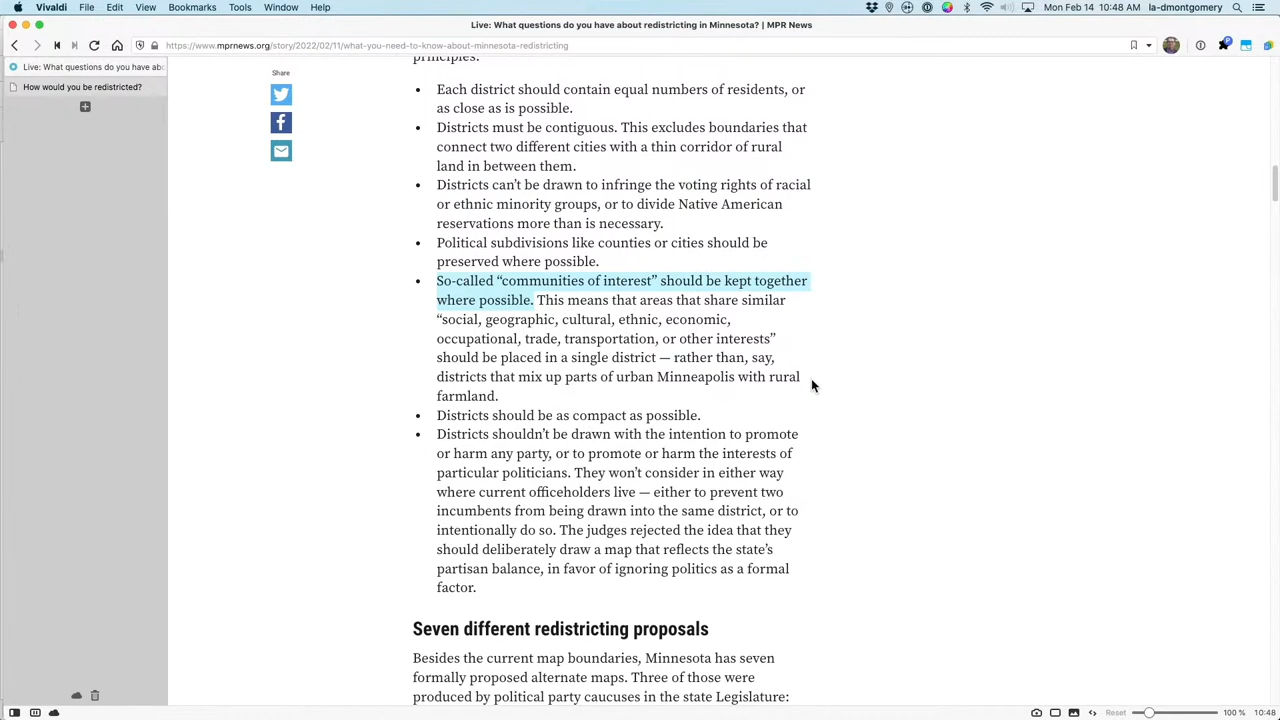 Vivaldi File Edit View Bookmarks Tools Window Help Mon Feb 14 10:48 AM la-dmontgomery
Live: What questions do you have about redistricting in Minnesota? | MPR News
https://www.mprnews.org/story/2022/02/11/what-you-need-to-know-about-minnesota-redistricting
Live: What questions do you have abo
How would you be redistricted?
Share
principles:
• Each district should contain equal numbers of residents, or
as close as is possible.
• Districts must be contiguous. This excludes boundaries that
connect two different cities with a thin corridor of rural
land in between them.
• Districts can’t be drawn to infringe the voting rights of racial
or ethnic minority groups, or to divide Native American
reservations more than is necessary.
• Political subdivisions like counties or cities should be
preserved where possible.
• So-called “communities of interest” should be kept together
where possible. This means that areas that share similar
“social, geographic, cultural, ethnic, economic,
occupational, trade, transportation, or other interests”
should be placed in a single district — rather than, say,
districts that mix up parts of urban Minneapolis with rural
farmland.
• Districts should be as compact as possible.
• Districts shouldn’t be drawn with the intention to promote
or harm any party, or to promote or harm the interests of
particular politicians. They won’t consider in either way
where current officeholders live — either to prevent two
incumbents from being drawn into the same district, or to
intentionally do so. The judges rejected the idea that they
should deliberately draw a map that reflects the state’s
partisan balance, in favor of ignoring politics as a formal
factor.
Seven different redistricting proposals
Besides the current map boundaries, Minnesota has seven
formally proposed alternate maps. Three of those were
produced by political party caucuses in the state Legislature:
Reset 100 % 10:48